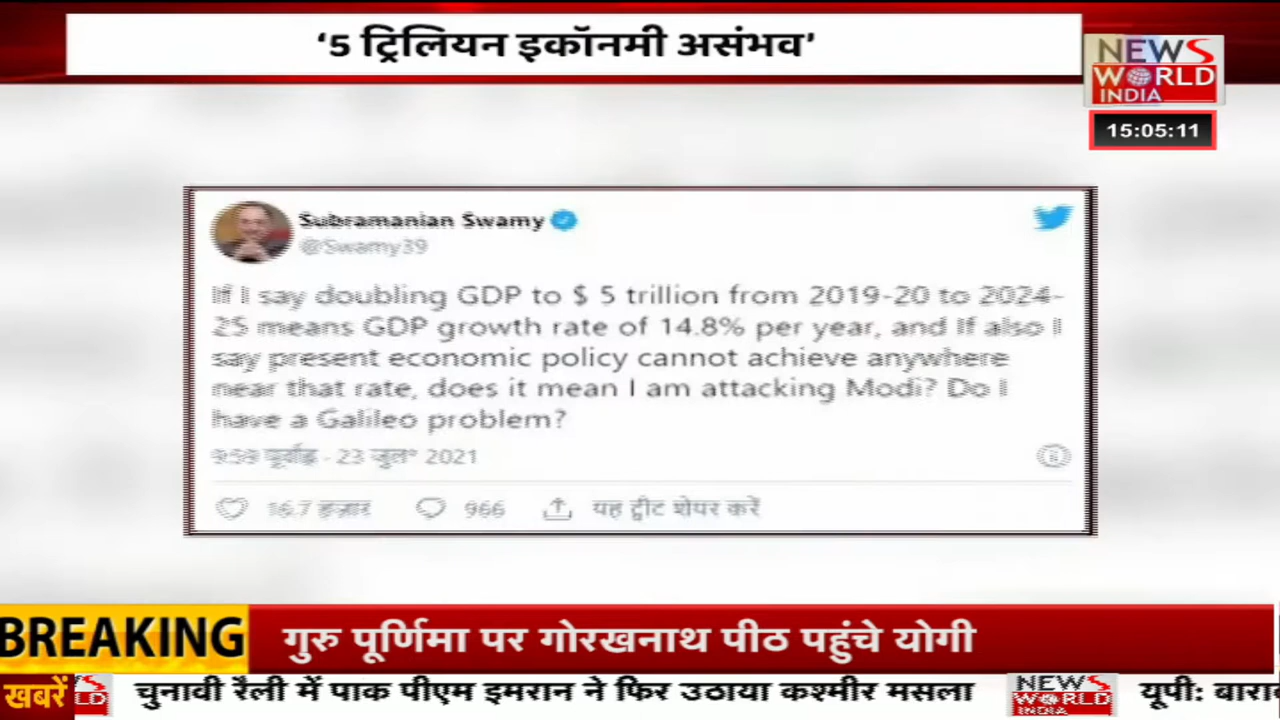 ‘5 ट्रिलियन इकॉनमी असंभव’
NEWS
WORLD
INDIA
15:05:11
Subramanian Swamy
@Swamy39
If I say doubling GDP to $ 5 trillion from 2019-20 to 2024-
25 means GDP growth rate of 14.8% per year, and If also I
say present economic policy cannot achieve anywhere
near that rate, does it mean I am attacking Modi? Do I
have a Galileo problem?
9:59 पूर्वाह्न · 23 जुल॰ 2021
16.7 हज़ार 966 यह ट्वीट शेयर करें
BREAKING गुरु पूर्णिमा पर गोरखनाथ पीठ पहुंचे योगी
खबरें चुनावी रैली में पाक पीएम इमरान ने फिर उठाया कश्मीर मसला NEWS WORLD INDIA यूपी: